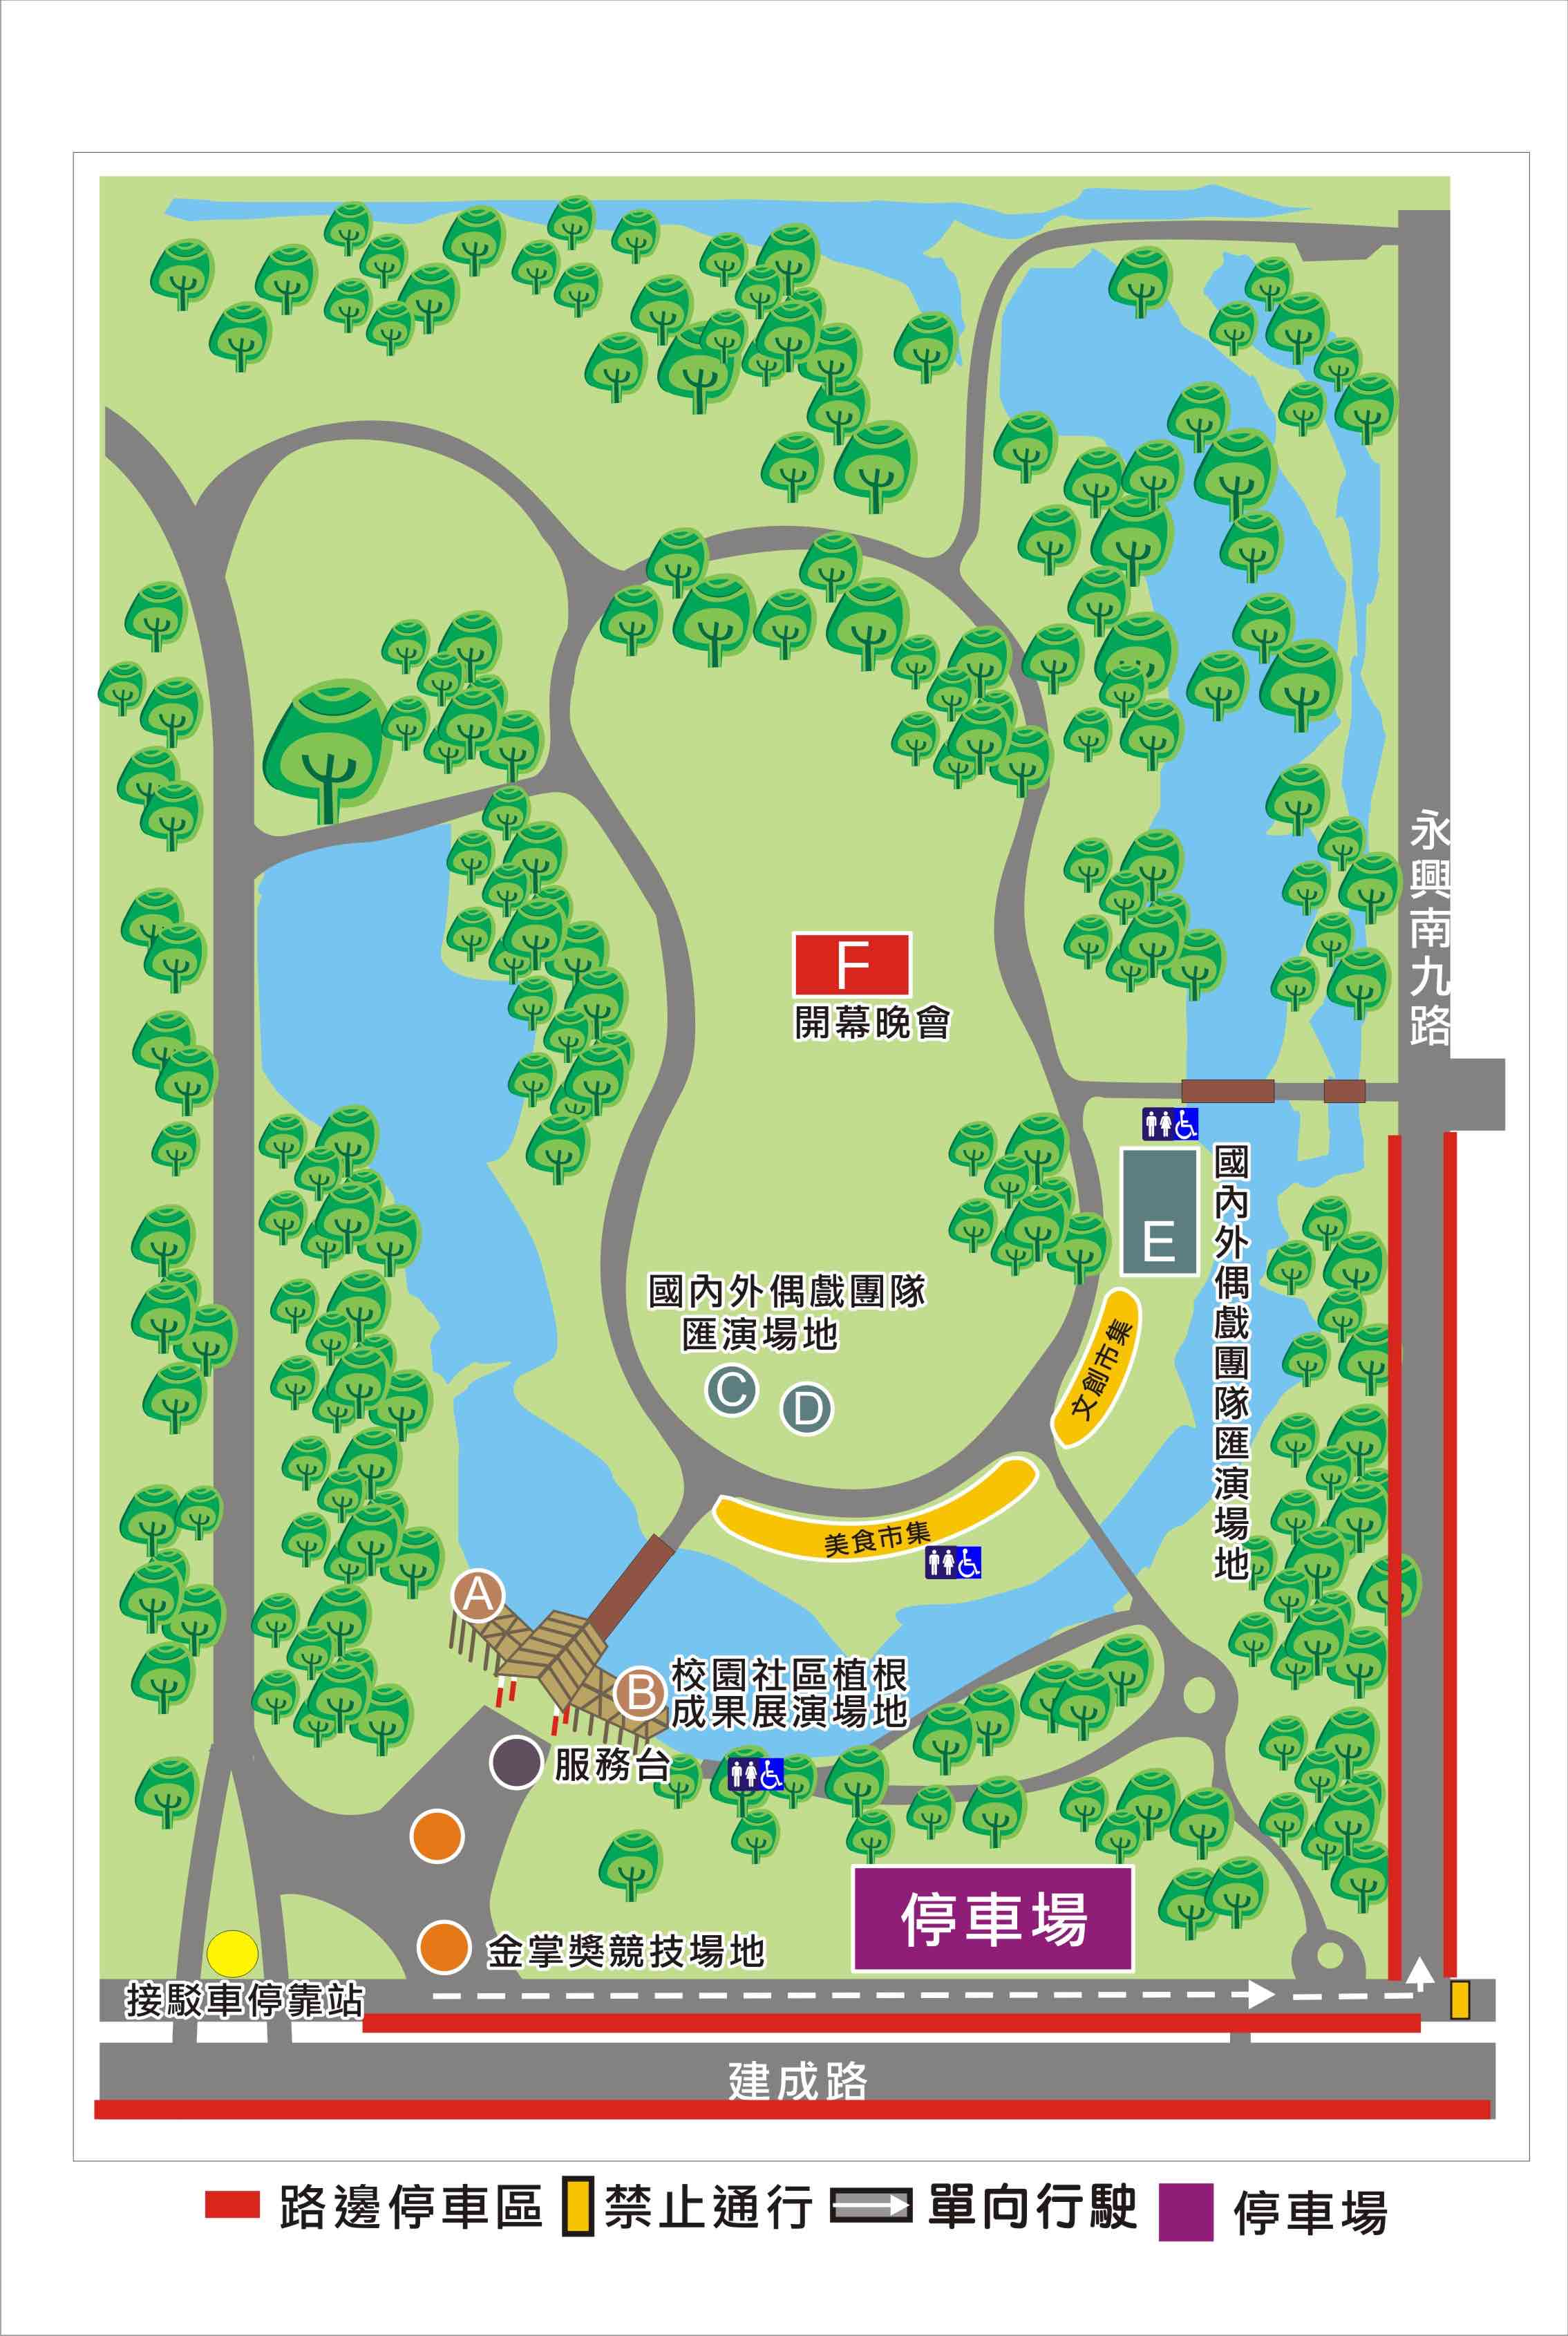 永興南九路
F
開幕晚會
E
國內外偶戲團隊匯演場地
國內外偶戲團隊
匯演場地
C
D
文創市集
美食市集
A
B
校園社區植根
成果展演場地
服務台
停車場
金掌獎競技場地
接駁車停靠站
建成路
路邊停車區
禁止通行
單向行駛
停車場